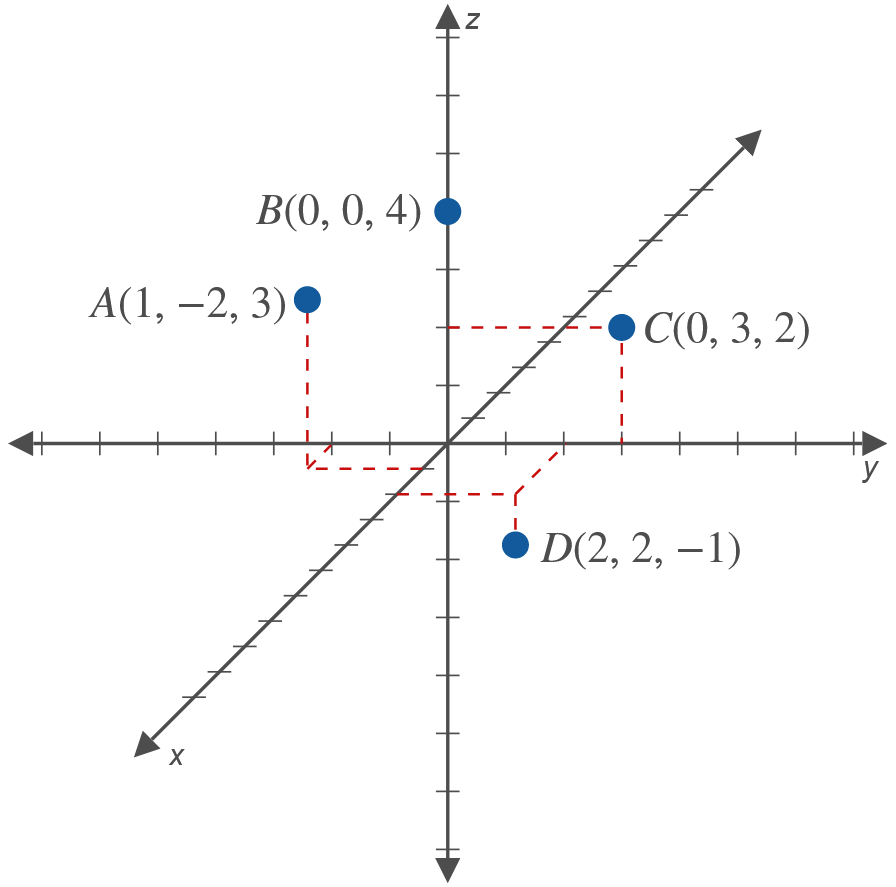 z
B(0, 0, 4)
A(1, −2, 3)
C(0, 3, 2)
y
D(2, 2, −1)
x